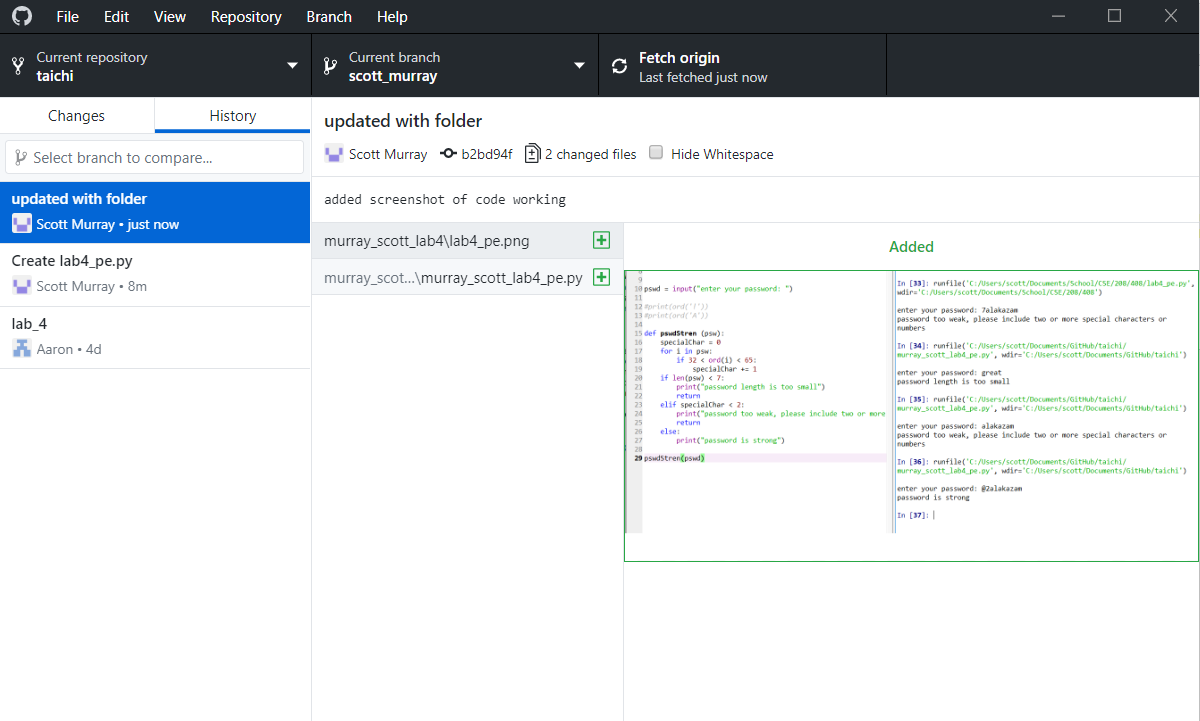 File Edit View Repository Branch Help
Current repository
taichi
Current branch
scott_murray
Fetch origin
Last fetched just now
Changes
History
Select branch to compare...
updated with folder
Scott Murray • just now
Create lab4_pe.py
Scott Murray • 8m
lab_4
Aaron • 4d
updated with folder
Scott Murray b2bd94f 2 changed files Hide Whitespace
added screenshot of code working
murray_scott_lab4\lab4_pe.png
murray_scot...\murray_scott_lab4_pe.py
Added
9
10 pswd = input("enter your password: ")
11
12 #print(ord('!'))
13 #print(ord('A'))
14
15 def pswdStren (psw):
16 specialChar = 0
17 for i in psw:
18 if 32 < ord(i) < 65:
19 specialChar += 1
20 if len(psw) < 7:
21 print("password length is too small")
22 return
23 elif specialChar < 2:
24 print("password too weak, please include two or more
25 return
26 else:
27 print("password is strong")
28
29 pswdStren(pswd)
In [33]: runfile('C:/Users/scott/Documents/School/CSE/208/408/lab4_pe.py',
wdir='C:/Users/scott/Documents/School/CSE/208/408')
enter your password: 7alakazam
password too weak, please include two or more special characters or
numbers
In [34]: runfile('C:/Users/scott/Documents/GitHub/taichi/
murray_scott_lab4_pe.py', wdir='C:/Users/scott/Documents/GitHub/taichi')
enter your password: great
password length is too small
In [35]: runfile('C:/Users/scott/Documents/GitHub/taichi/
murray_scott_lab4_pe.py', wdir='C:/Users/scott/Documents/GitHub/taichi')
enter your password: alakazam
password too weak, please include two or more special characters or
numbers
In [36]: runfile('C:/Users/scott/Documents/GitHub/taichi/
murray_scott_lab4_pe.py', wdir='C:/Users/scott/Documents/GitHub/taichi')
enter your password: @2alakazam
password is strong
In [37]: